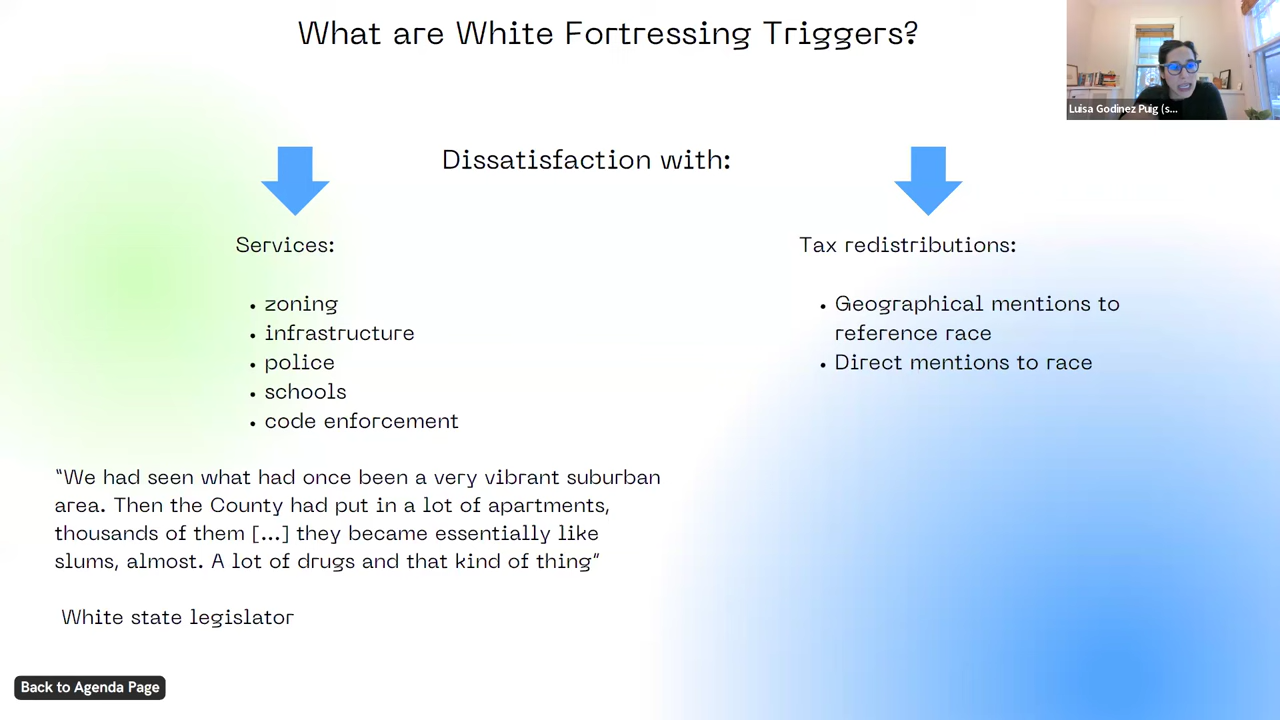 What are White Fortressing Triggers?
Luisa Godinez Puig (s...
Dissatisfaction with:
Services:
• zoning
• infrastructure
• police
• schools
• code enforcement
Tax redistributions:
• Geographical mentions to
reference race
• Direct mentions to race
“We had seen what had once been a very vibrant suburban
area. Then the County had put in a lot of apartments,
thousands of them [...] they became essentially like
slums, almost. A lot of drugs and that kind of thing”
White state legislator
Back to Agenda Page